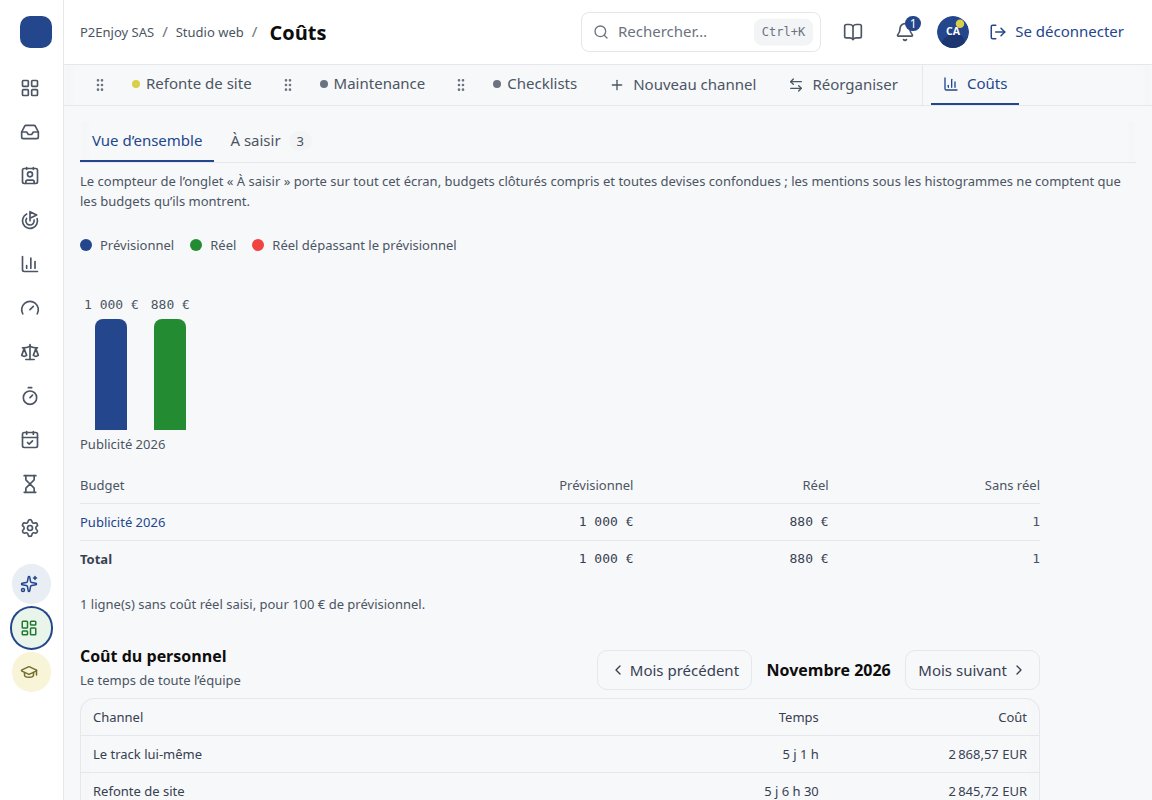 P2Enjoy SAS / Studio web / Coûts
Rechercher... Ctrl+K
1
CA
Se déconnecter
Refonte de site
Maintenance
Checklists
Nouveau channel
Réorganiser
Coûts
Vue d’ensemble
À saisir 3
Le compteur de l’onglet « À saisir » porte sur tout cet écran, budgets clôturés compris et toutes devises confondues ; les mentions sous les histogrammes ne comptent que
les budgets qu’ils montrent.
Prévisionnel Réel Réel dépassant le prévisionnel
1 000 € 880 €
Publicité 2026
Budget Prévisionnel Réel Sans réel
Publicité 2026 1 000 € 880 € 1
Total 1 000 € 880 € 1
1 ligne(s) sans coût réel saisi, pour 100 € de prévisionnel.
Coût du personnel
Le temps de toute l’équipe
Mois précédent Novembre 2026 Mois suivant
Channel Temps Coût
Le track lui-même 5 j 1 h 2 868,57 EUR
Refonte de site 5 j 6 h 30 2 845,72 EUR